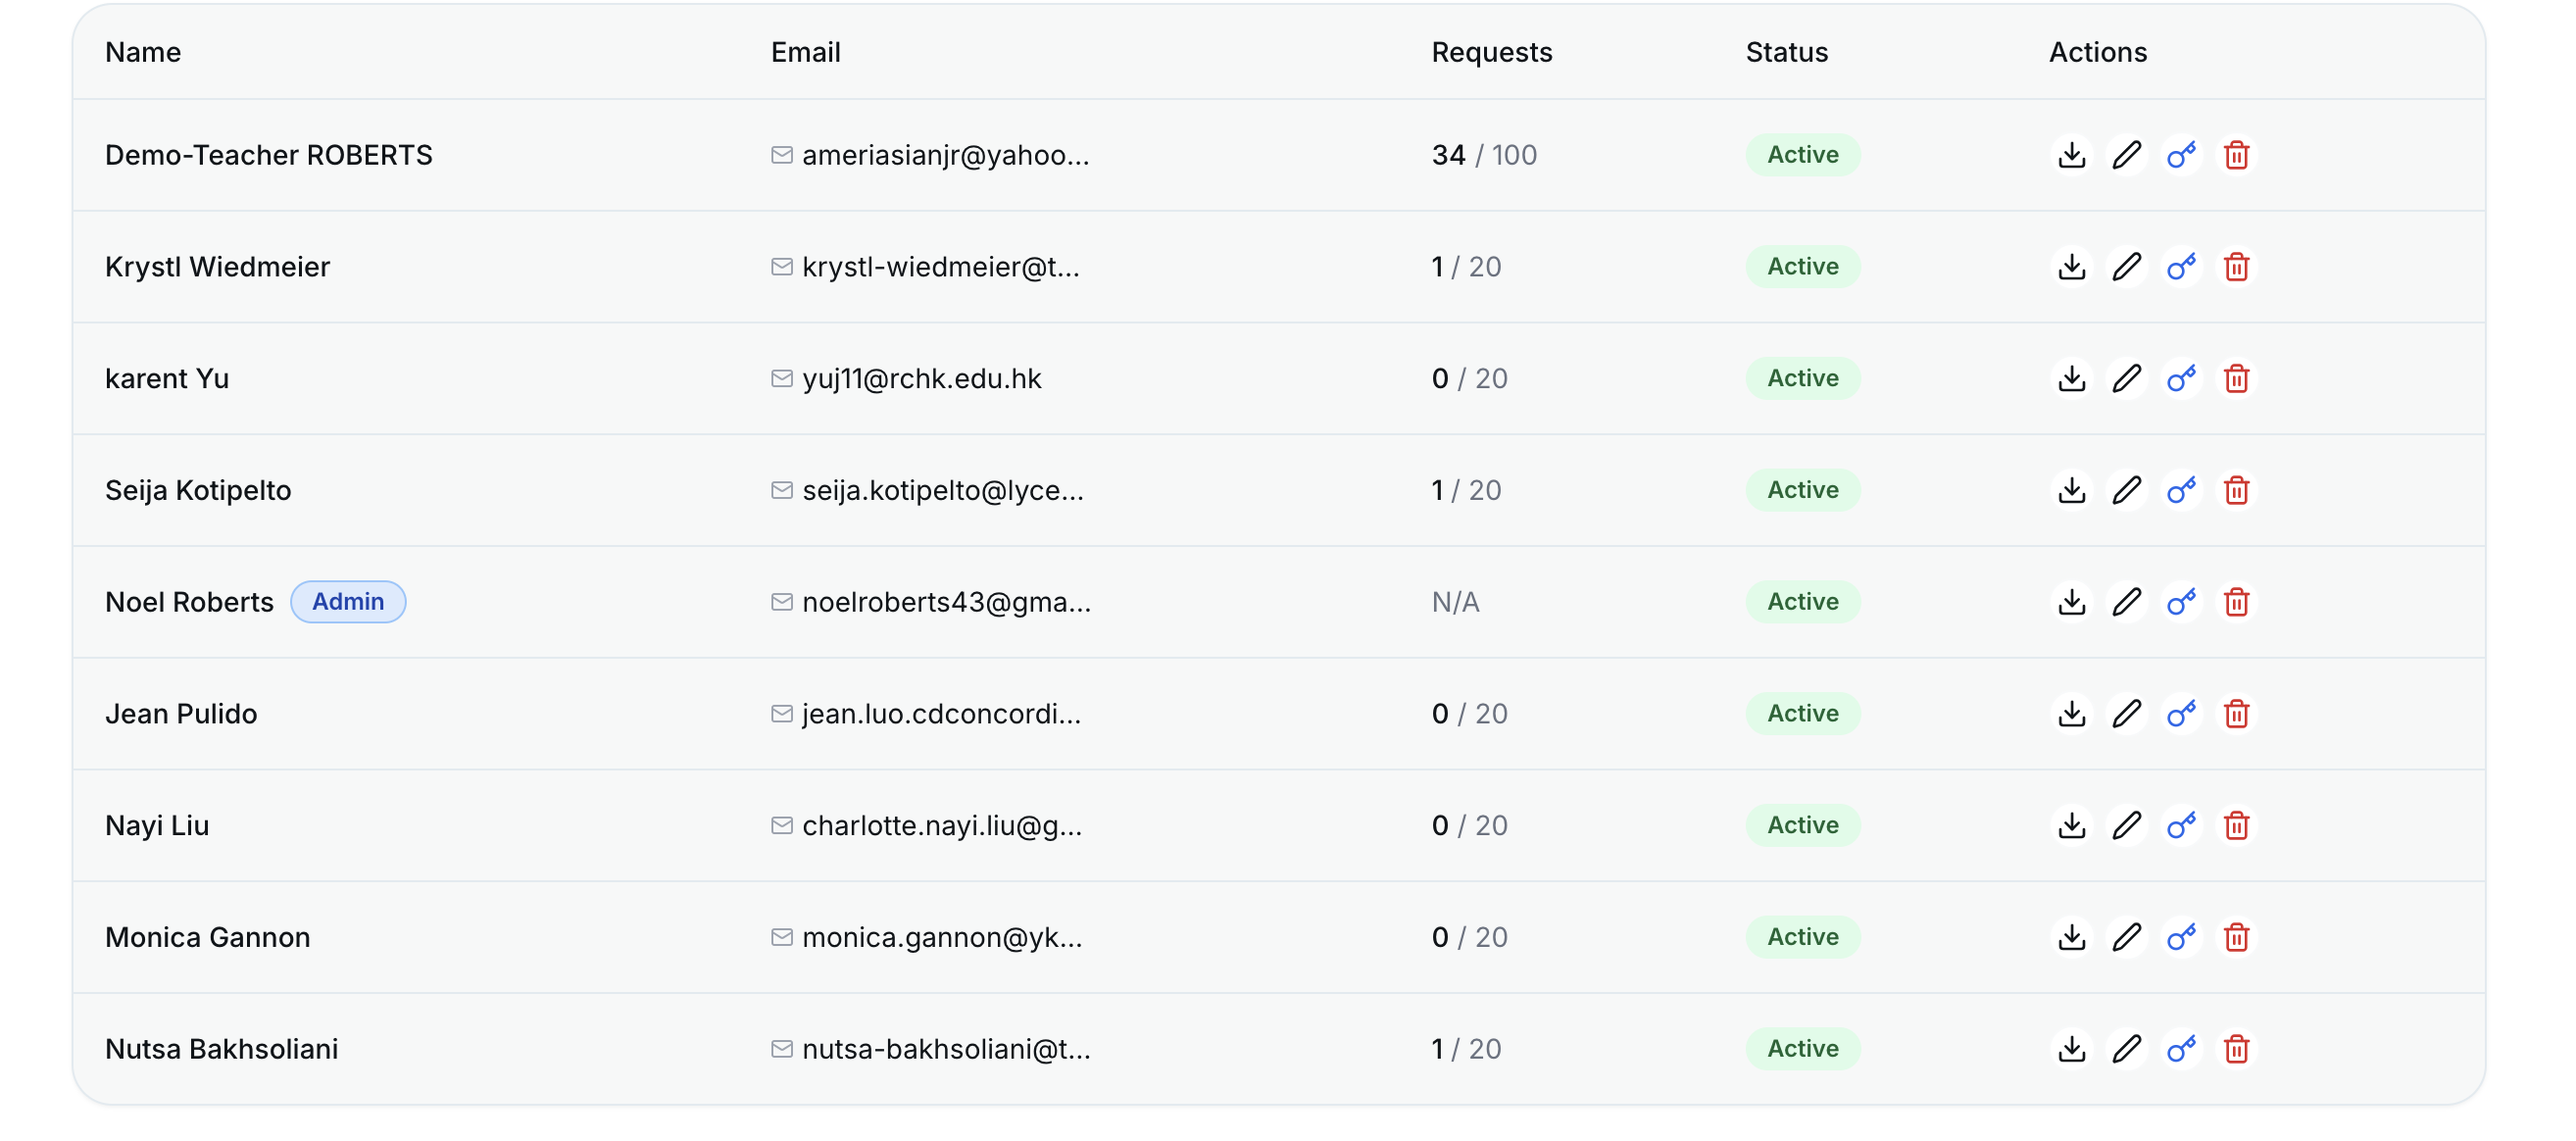 Name Email Requests Status Actions
Demo-Teacher ROBERTS ameriasianjr@yahoo... 34 / 100 Active
Krystl Wiedmeier krystl-wiedmeier@t... 1 / 20 Active
karent Yu yuj11@rchk.edu.hk 0 / 20 Active
Seija Kotipelto seija.kotipelto@lyce... 1 / 20 Active
Noel Roberts Admin noelroberts43@gma... N/A Active
Jean Pulido jean.luo.cdconcordi... 0 / 20 Active
Nayi Liu charlotte.nayi.liu@g... 0 / 20 Active
Monica Gannon monica.gannon@yk... 0 / 20 Active
Nutsa Bakhsoliani nutsa-bakhsoliani@t... 1 / 20 Active